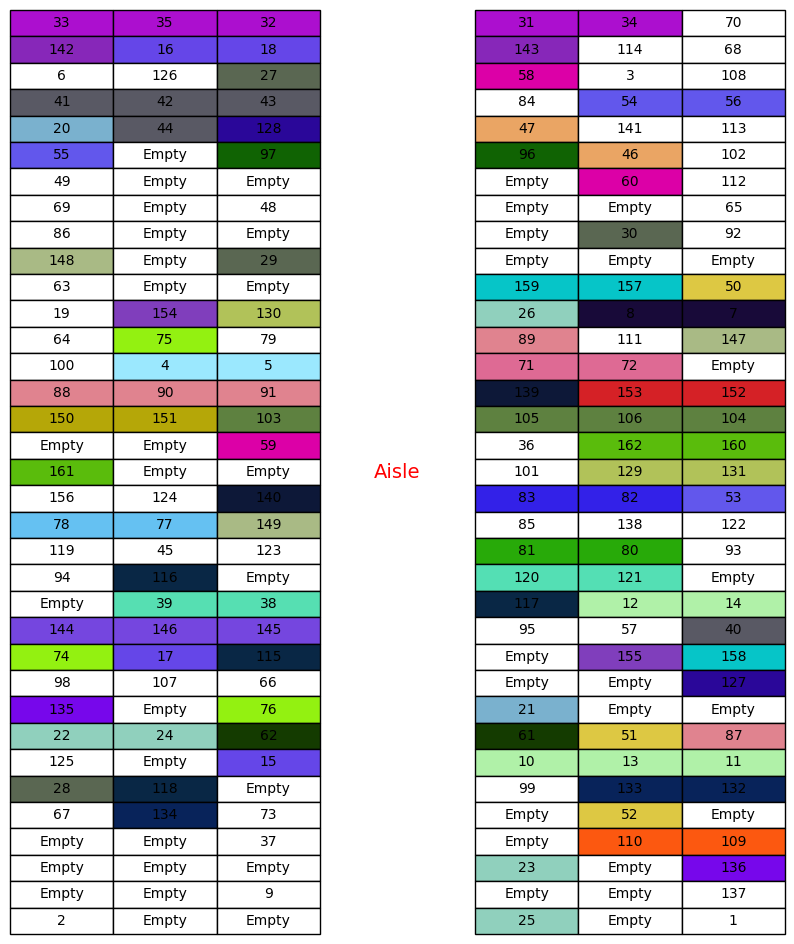 33 35 32 31 34 70
142 16 18 143 114 68
6 126 27 58 3 108
41 42 43 84 54 56
20 44 128 47 141 113
55 Empty 97 96 46 102
49 Empty Empty Empty 60 112
69 Empty 48 Empty Empty 65
86 Empty Empty Empty 30 92
148 Empty 29 Empty Empty Empty
63 Empty Empty 159 157 50
19 154 130 26 8 7
64 75 79 89 111 147
100 4 5 71 72 Empty
88 90 91 139 153 152
150 151 103 105 106 104
Empty Empty 59 36 162 160
161 Empty Empty Aisle 101 129 131
156 124 140 83 82 53
78 77 149 85 138 122
119 45 123 81 80 93
94 116 Empty 120 121 Empty
Empty 39 38 117 12 14
144 146 145 95 57 40
74 17 115 Empty 155 158
98 107 66 Empty Empty 127
135 Empty 76 21 Empty Empty
22 24 62 61 51 87
125 Empty 15 10 13 11
28 118 Empty 99 133 132
67 134 73 Empty 52 Empty
Empty Empty 37 Empty 110 109
Empty Empty Empty 23 Empty 136
Empty Empty 9 Empty Empty 137
2 Empty Empty 25 Empty 1